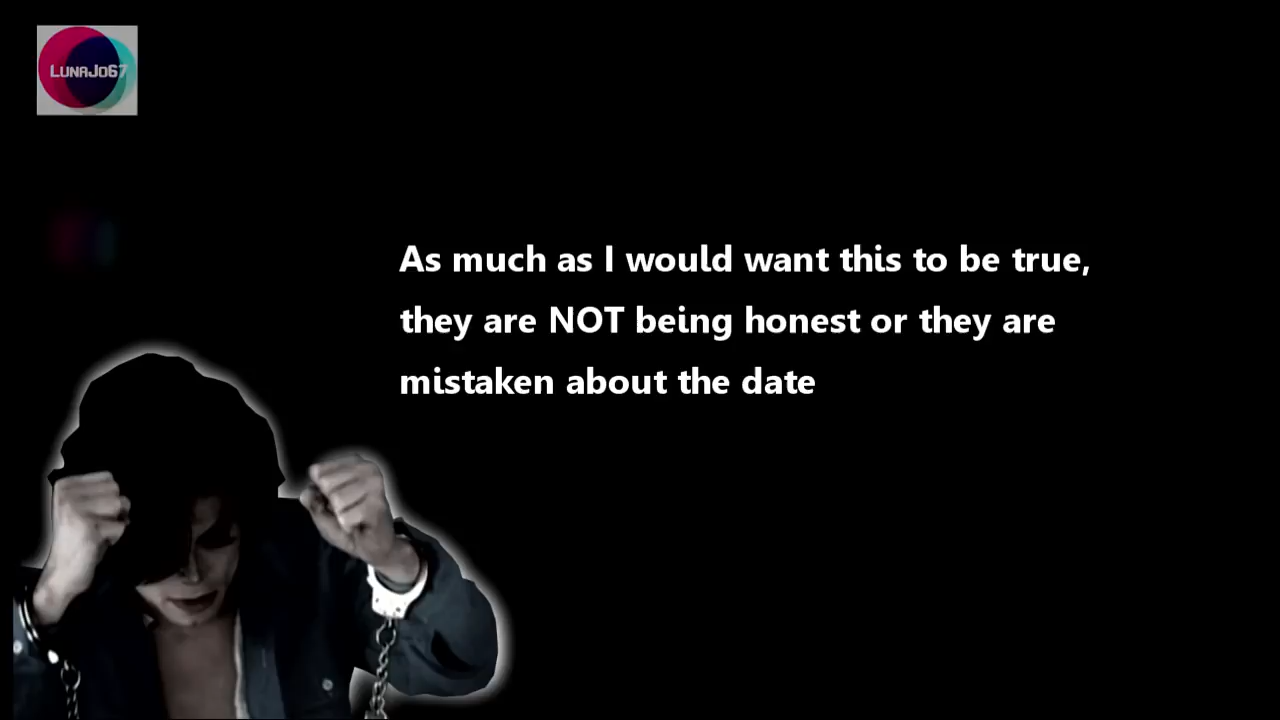 LunaJo67
As much as I would want this to be true,
they are NOT being honest or they are
mistaken about the date